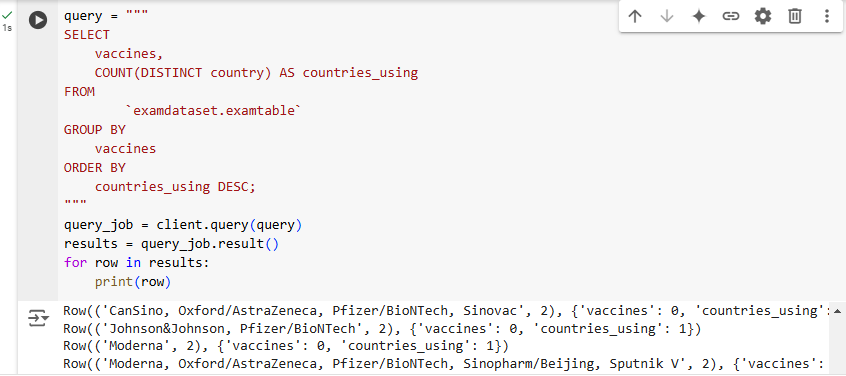 1s
query = """
SELECT
    vaccines,
    COUNT(DISTINCT country) AS countries_using
FROM
        `examdataset.examtable`
GROUP BY
    vaccines
ORDER BY
    countries_using DESC;
"""
query_job = client.query(query)
results = query_job.result()
for row in results:
    print(row)
Row(('CanSino, Oxford/AstraZeneca, Pfizer/BioNTech, Sinovac', 2), {'vaccines': 0, 'countries_using':
Row(('Johnson&Johnson, Pfizer/BioNTech', 2), {'vaccines': 0, 'countries_using': 1})
Row(('Moderna', 2), {'vaccines': 0, 'countries_using': 1})
Row(('Moderna, Oxford/AstraZeneca, Pfizer/BioNTech, Sinopharm/Beijing, Sputnik V', 2), {'vaccines':